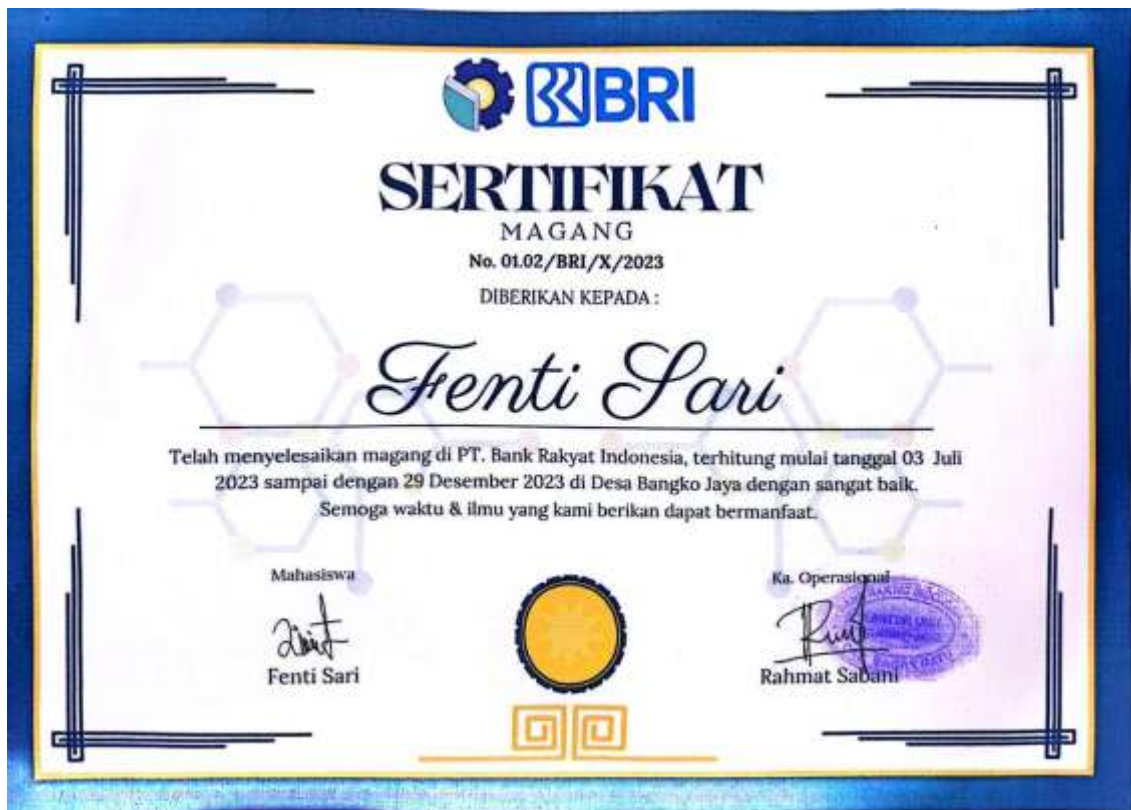 BRI
SERTIFIKAT
MAGANG
No. 01.02/BRI/X/2023
DIBERIKAN KEPADA :
Fenti Sari
Telah menyelesaikan magang di PT. Bank Rakyat Indonesia, terhitung mulai tanggal 03 Juli
2023 sampai dengan 29 Desember 2023 di Desa Bangko Jaya dengan sangat baik.
Semoga waktu & ilmu yang kami berikan dapat bermanfaat.
Mahasiswa
Fenti Sari
Ka. Operasional
Rahmat Sabani